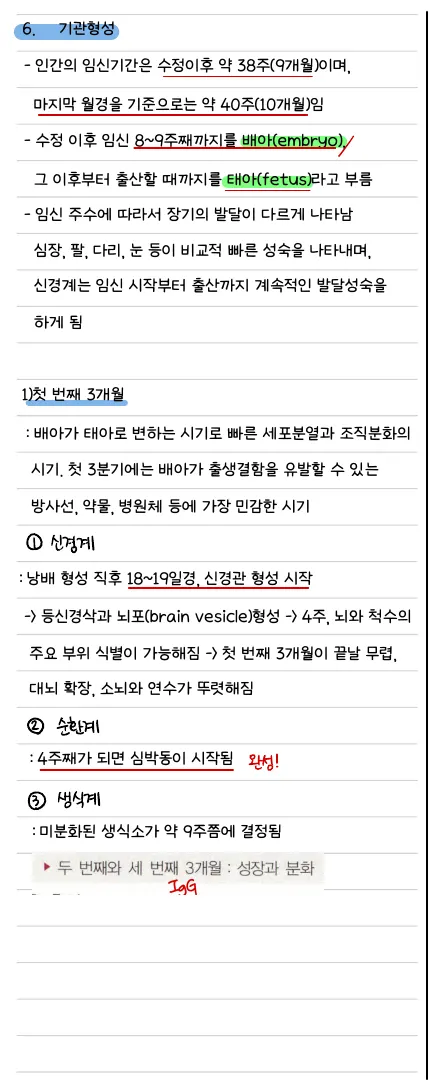 6. 기관형성
- 인간의 임신기간은 수정이후 약 38주(9개월)이며,
마지막 월경을 기준으로는 약 40주(10개월)임
- 수정 이후 임신 8~9주째까지를 배아(embryo),
그 이후부터 출산할 때까지를 태아(fetus)라고 부름
- 임신 주수에 따라서 장기의 발달이 다르게 나타남
심장, 팔, 다리, 눈 등이 비교적 빠른 성숙을 나타내며,
신경계는 임신 시작부터 출산까지 계속적인 발달성숙을
하게 됨
1)첫 번째 3개월
: 배아가 태아로 변하는 시기로 빠른 세포분열과 조직분화의
시기. 첫 3분기에는 배아가 출생결함을 유발할 수 있는
방사선, 약물, 병원체 등에 가장 민감한 시기
① 신경계
: 낭배 형성 직후 18~19일경, 신경관 형성 시작
-> 등신경삭과 뇌포(brain vesicle)형성 -> 4주, 뇌와 척수의
주요 부위 식별이 가능해짐 -> 첫 번째 3개월이 끝날 무렵,
대뇌 확장, 소뇌와 연수가 뚜렷해짐
② 순환계
: 4주째가 되면 심박동이 시작됨 완성!
③ 생식계
: 미분화된 생식소가 약 9주쯤에 결정됨
▶ 두 번째와 세 번째 3개월 : 성장과 분화
IgG